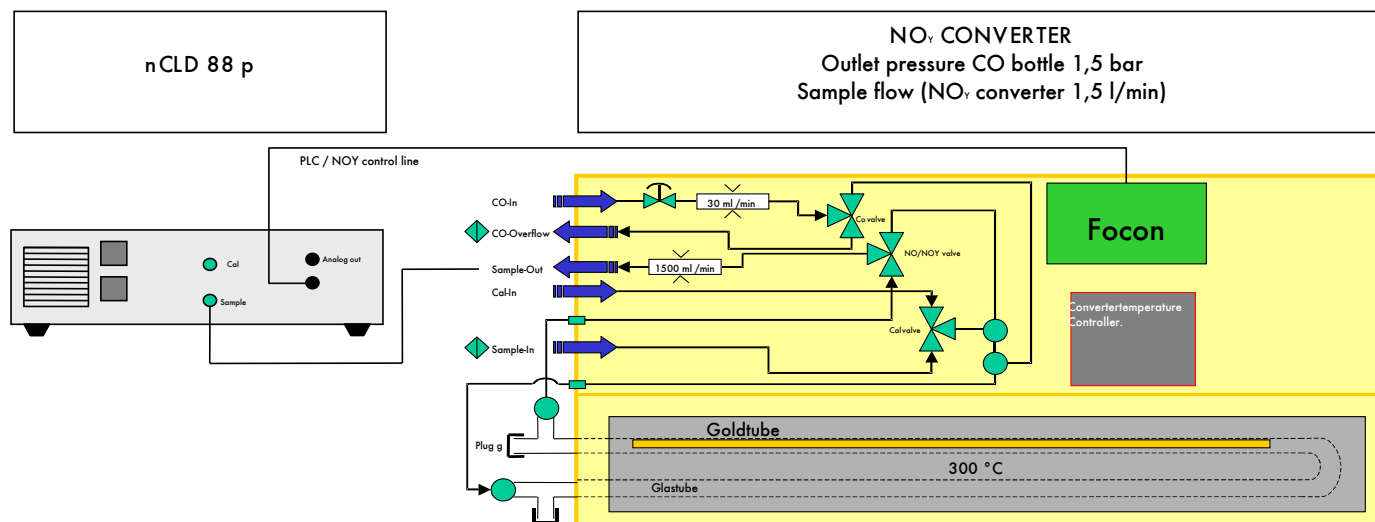 nCLD 88 p
NOY CONVERTER
Outlet pressure CO bottle 1,5 bar
Sample flow (NOY converter 1,5 l/min)
PLC / NOY control line
CO-In
30 ml /min
Co valve
CO-Overflow
NO/NOY valve
Focon
Cal
Analog out
Sample-Out
1500 ml /min
Cal-In
Sample
Cal valve
Convertertemperature
Controller.
Sample-In
Goldtube
Plug g
300 °C
Glastube